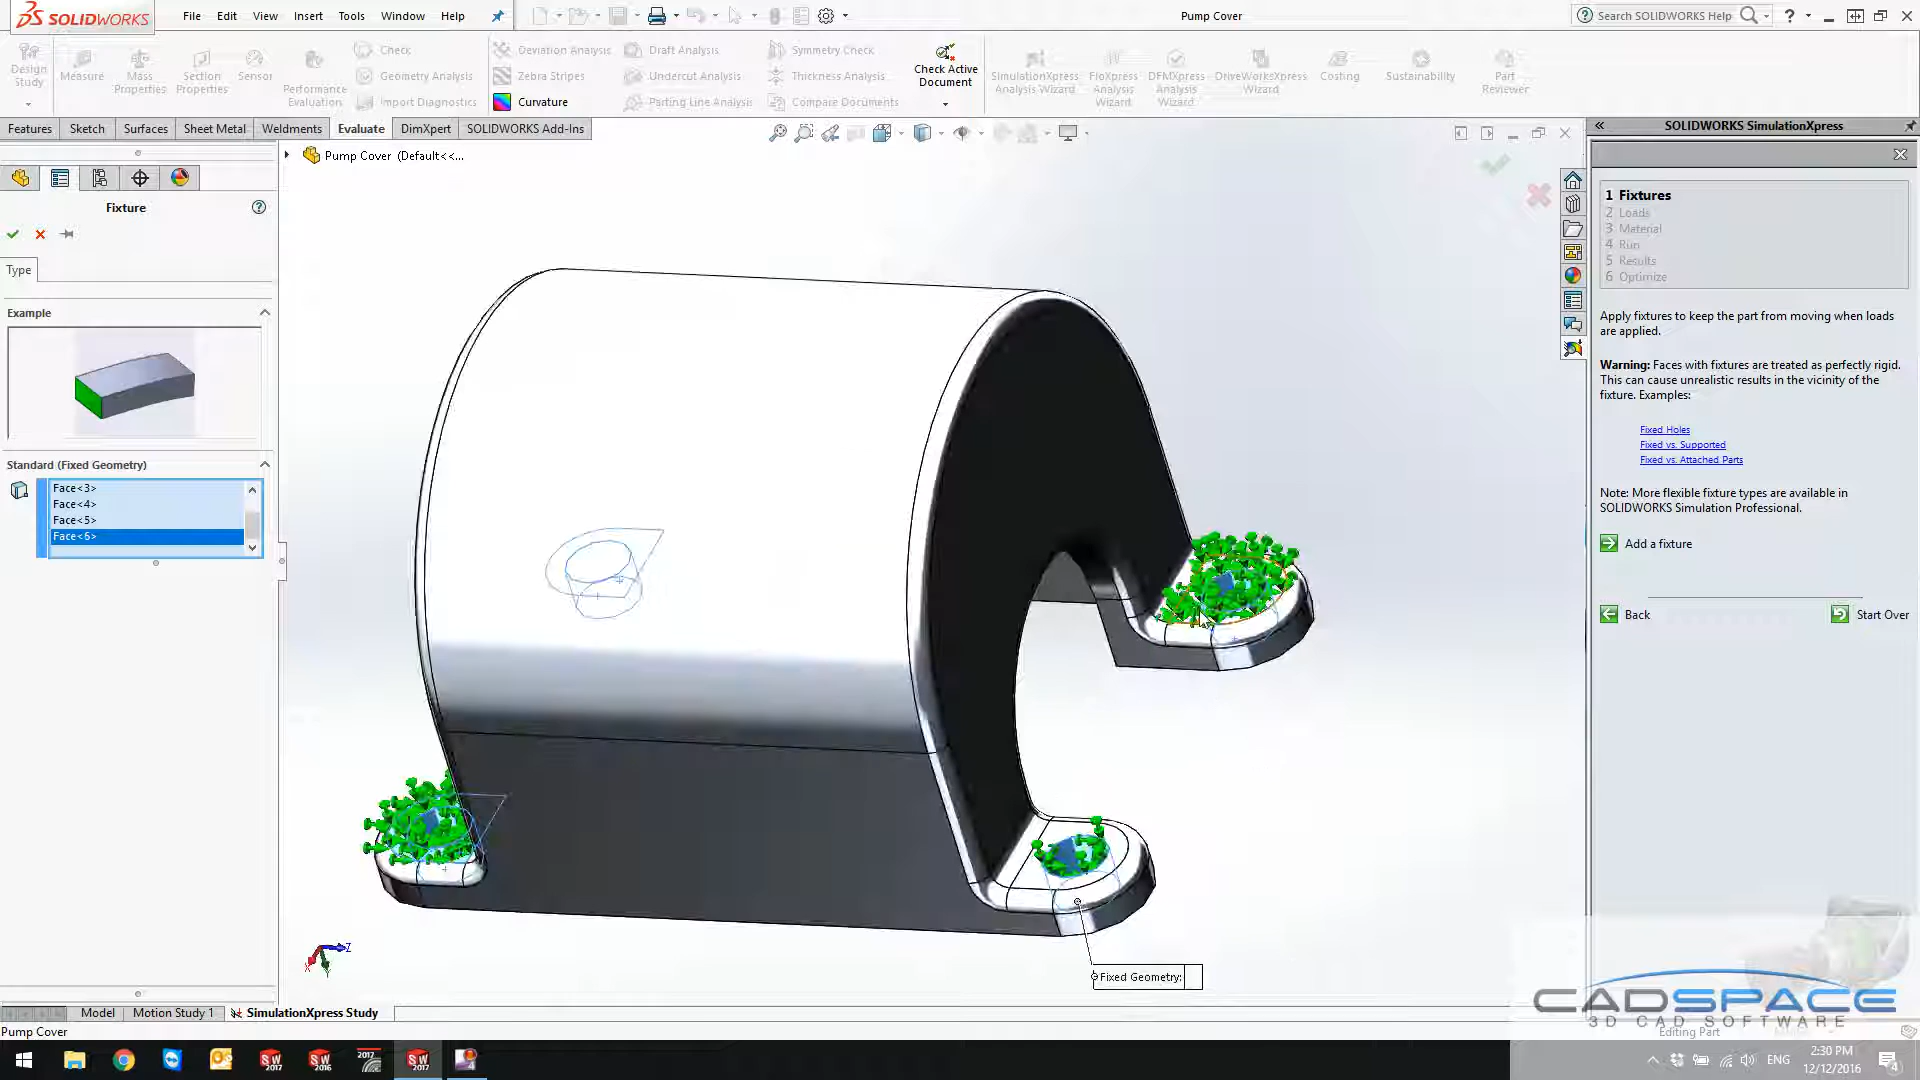 SOLIDWORKS
File Edit View Insert Tools Window Help
Pump Cover
Search SOLIDWORKS Help
Design Study
Measure
Mass Properties
Section Properties
Sensor
Performance Evaluation
Check
Geometry Analysis
Import Diagnostics
Deviation Analysis
Zebra Stripes
Curvature
Draft Analysis
Undercut Analysis
Parting Line Analysis
Symmetry Check
Thickness Analysis
Compare Documents
Check Active Document
SimulationXpress Analysis Wizard
FloXpress Analysis Wizard
DFMXpress Analysis Wizard
DriveWorksXpress Wizard
Costing
Sustainability
Part Reviewer
Features Sketch Surfaces Sheet Metal Weldments Evaluate DimXpert SOLIDWORKS Add-Ins
SOLIDWORKS SimulationXpress
Pump Cover (Default<<...
Fixture
Type
Example
Standard (Fixed Geometry)
Face<3>
Face<4>
Face<5>
Face<6>
Fixed Geometry:
1 Fixtures
2 Loads
3 Material
4 Run
5 Results
6 Optimize
Apply fixtures to keep the part from moving when loads
are applied.
Warning: Faces with fixtures are treated as perfectly rigid.
This can cause unrealistic results in the vicinity of the
fixture. Examples:
Fixed Holes
Fixed vs. Supported
Fixed vs. Attached Parts
Note: More flexible fixture types are available in
SOLIDWORKS Simulation Professional.
Add a fixture
Back
Start Over
X
Y
Z
Model Motion Study 1 SimulationXpress Study
Pump Cover
CADSPACE
3D CAD SOFTWARE
Editing Part
SW 2017
SW 2016
2017
SW 2017
ENG
2:30 PM
12/12/2016
4